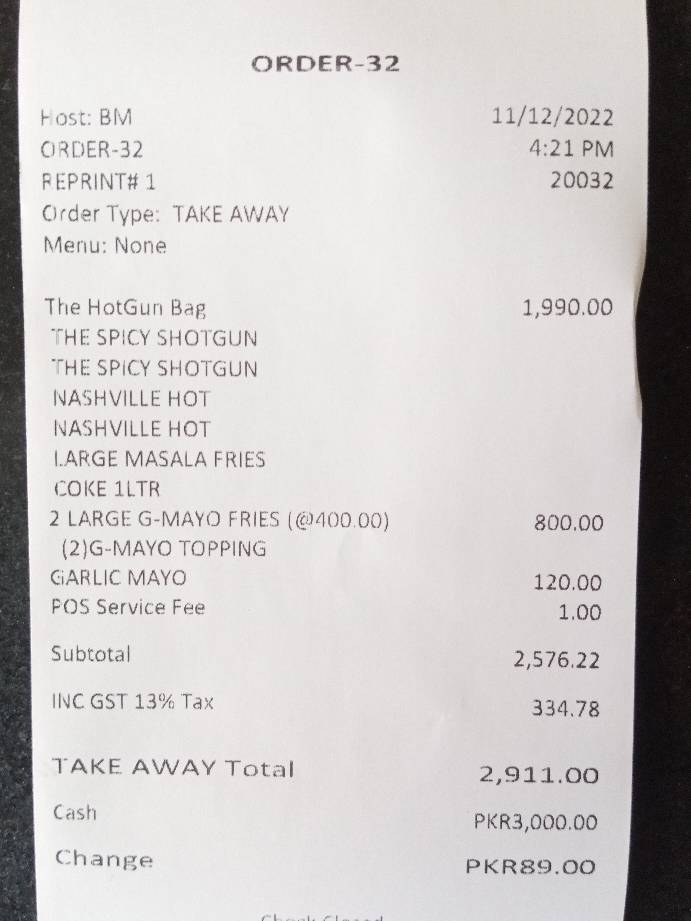 ORDER-32
Host: BM 11/12/2022
ORDER-32 4:21 PM
REPRINT# 1 20032
Order Type: TAKE AWAY
Menu: None
The HotGun Bag 1,990.00
THE SPICY SHOTGUN
THE SPICY SHOTGUN
NASHVILLE HOT
NASHVILLE HOT
LARGE MASALA FRIES
COKE 1LTR
2 LARGE G-MAYO FRIES (@400.00) 800.00
(2)G-MAYO TOPPING
GARLIC MAYO 120.00
POS Service Fee 1.00
Subtotal 2,576.22
INC GST 13% Tax 334.78
TAKE AWAY Total 2,911.00
Cash PKR3,000.00
Change PKR89.00